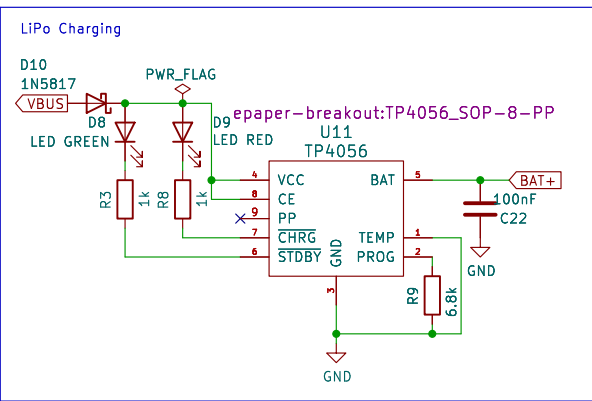 LiPo Charging
D10
1N5817
VBUS
PWR_FLAG
D8
LED GREEN
D9
LED RED
epaper-breakout:TP4056_SOP-8-PP
U11
TP4056
R3
1k
R8
1k
4
VCC
8
CE
9
PP
7
CHRG
6
STDBY
GND
3
BAT
5
TEMP
1
PROG
2
BAT+
100nF
C22
GND
R9
6.8k
GND